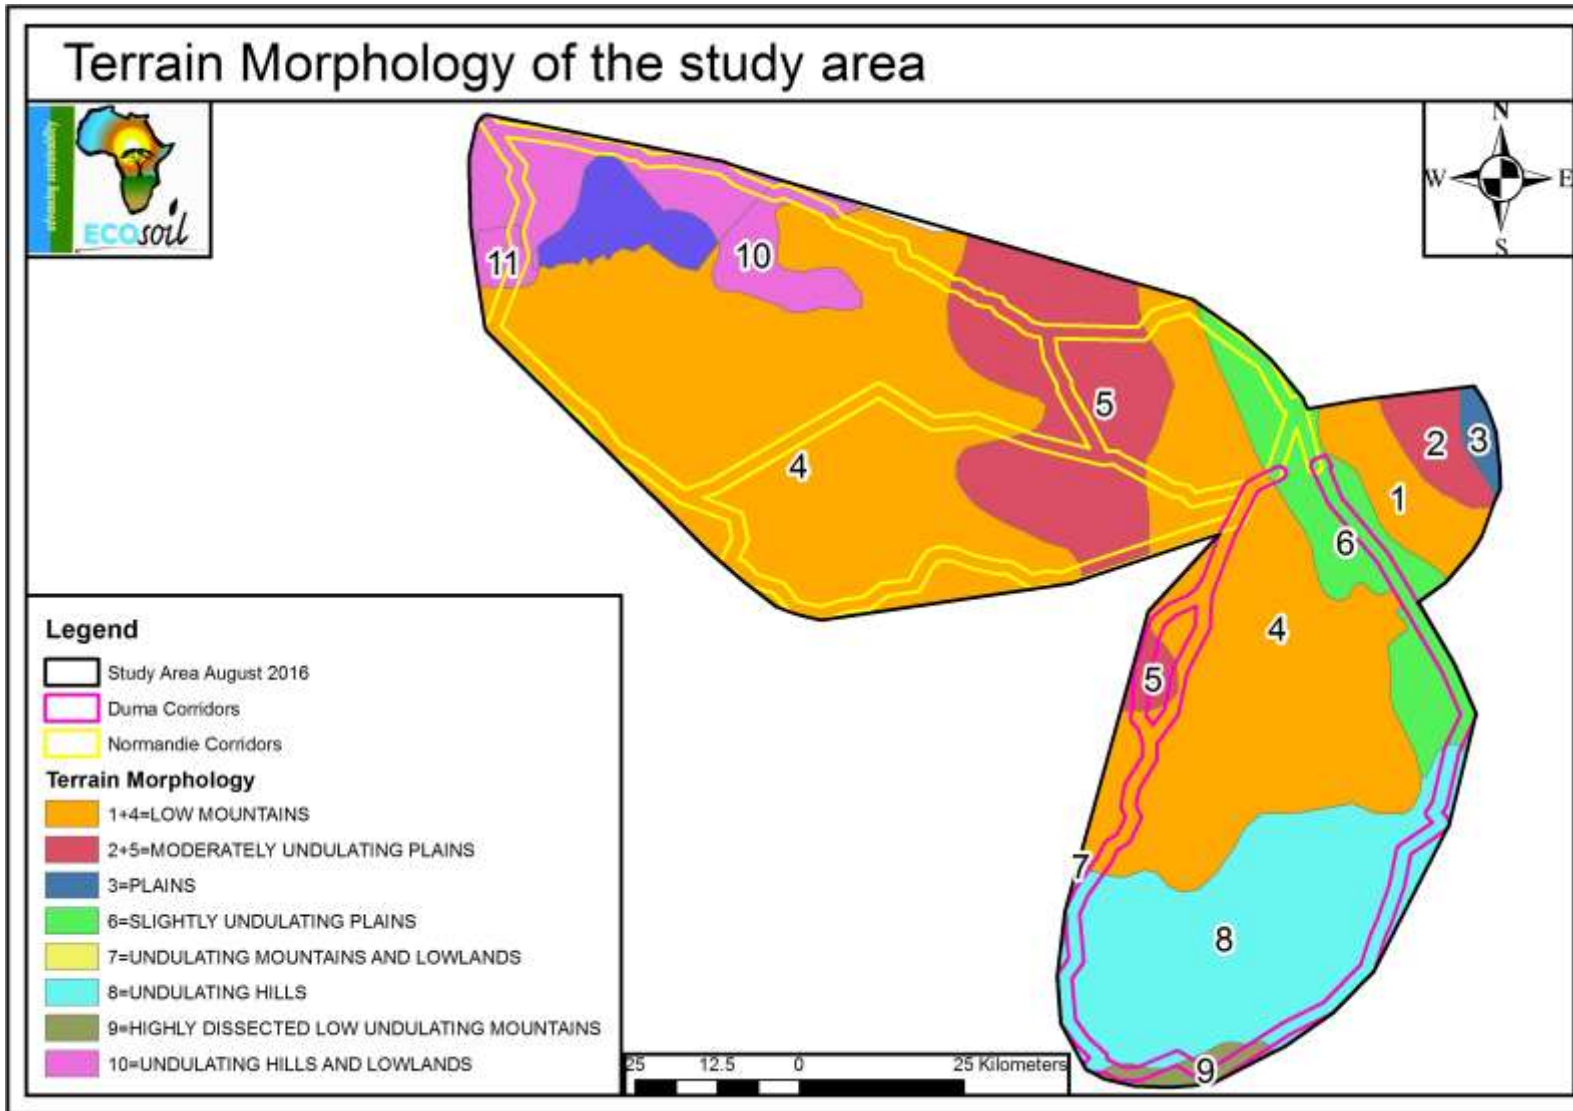 Terrain Morphology of the study area
ECOsoil
N
W
E
S
11
10
5
4
2
3
1
6
4
5
7
8
9
Legend
Study Area August 2016
Duma Corridors
Normandie Corridors
Terrain Morphology
1+4=LOW MOUNTAINS
2+5=MODERATELY UNDULATING PLAINS
3=PLAINS
6=SLIGHTLY UNDULATING PLAINS
7=UNDULATING MOUNTAINS AND LOWLANDS
8=UNDULATING HILLS
9=HIGHLY DISSECTED LOW UNDULATING MOUNTAINS
10=UNDULATING HILLS AND LOWLANDS
25 12.5 0 25 Kilometers